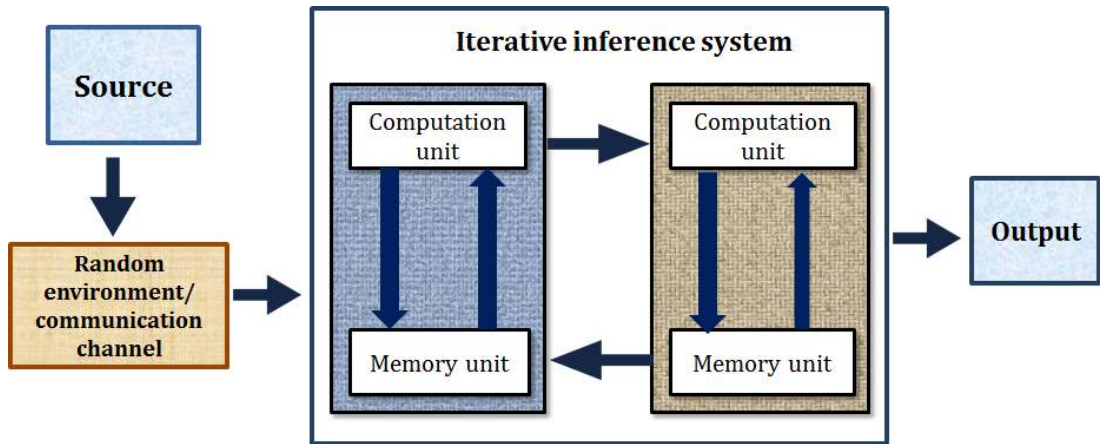 Source
Random
environment/
communication
channel
Iterative inference system
Computation
unit
Memory unit
Computation
unit
Memory unit
Output